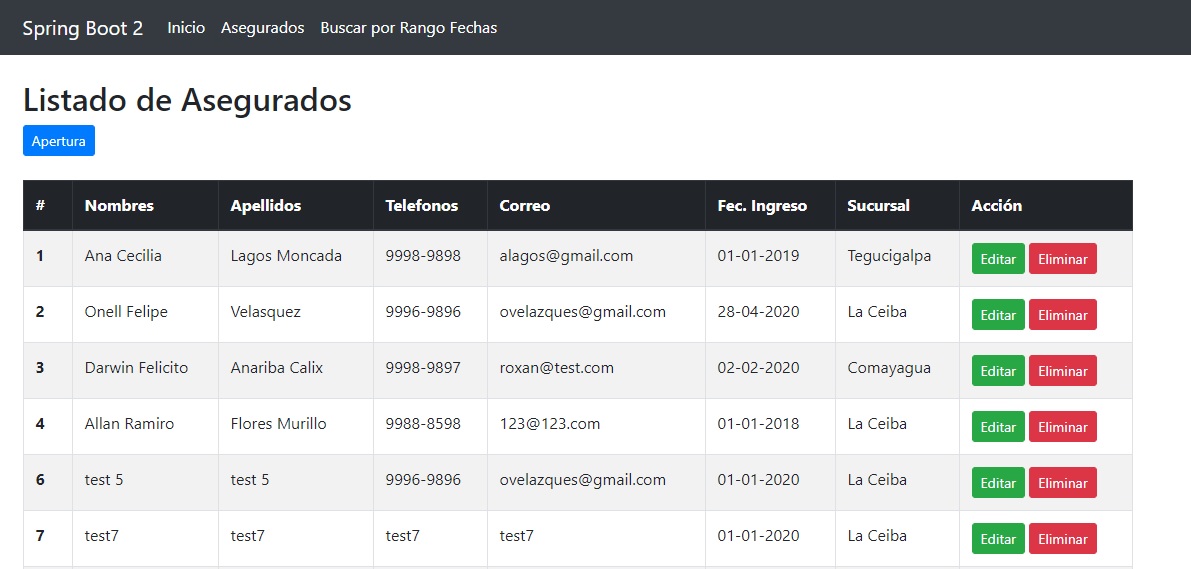 Spring Boot 2 Inicio Asegurados Buscar por Rango Fechas
Listado de Asegurados
Apertura
# Nombres Apellidos Telefonos Correo Fec. Ingreso Sucursal Acción
1 Ana Cecilia Lagos Moncada 9998-9898 alagos@gmail.com 01-01-2019 Tegucigalpa Editar Eliminar
2 Onell Felipe Velasquez 9996-9896 ovelazques@gmail.com 28-04-2020 La Ceiba Editar Eliminar
3 Darwin Felicito Anariba Calix 9998-9897 roxan@test.com 02-02-2020 Comayagua Editar Eliminar
4 Allan Ramiro Flores Murillo 9988-8598 123@123.com 01-01-2018 La Ceiba Editar Eliminar
6 test 5 test 5 9996-9896 ovelazques@gmail.com 01-01-2020 La Ceiba Editar Eliminar
7 test7 test7 test7 test7 01-01-2020 La Ceiba Editar Eliminar